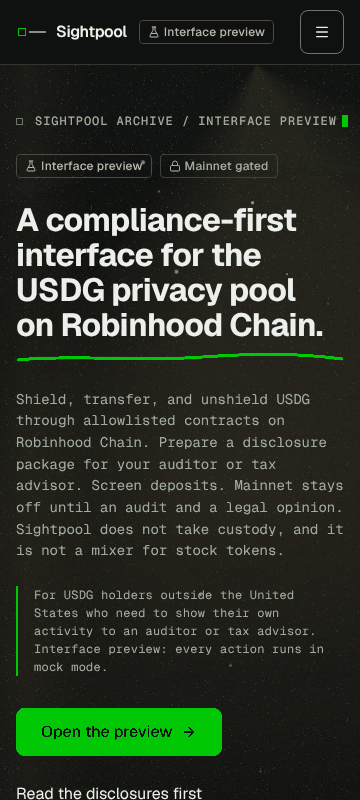 Sightpool
Interface preview
SIGHTPOOL ARCHIVE / INTERFACE PREVIEW
Interface preview
Mainnet gated
A compliance-first
interface for the
USDG privacy pool
on Robinhood Chain.
Shield, transfer, and unshield USDG
through allowlisted contracts on
Robinhood Chain. Prepare a disclosure
package for your auditor or tax
advisor. Screen deposits. Mainnet stays
off until an audit and a legal opinion.
Sightpool does not take custody, and it
is not a mixer for stock tokens.
For USDG holders outside the United
States who need to show their own
activity to an auditor or tax advisor.
Interface preview: every action runs in
mock mode.
Open the preview →
Read the disclosures first